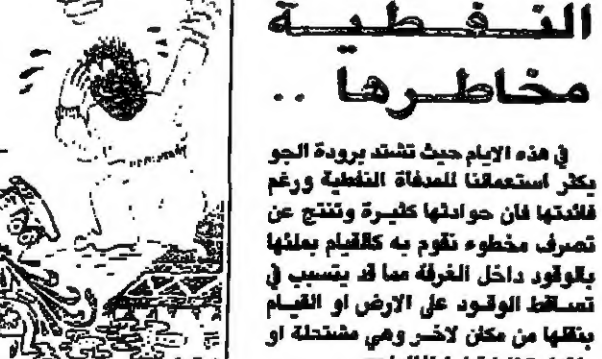 النفطية
مخاطرها ..
في هذه الايام حيث تشتد برودة الجو
يكثر استعمالنا للمدفاة النفطية ورغم
فائدتها فان حوادثها كثيرة وتنتج عن
تصرف مخطوء نقوم به كالقيام بملئها
بالوقود داخل الغرفة مما قد يتسبب في
تساقط الوقود على الارض او القيام
بنقلها من مكان لاخر وهي مشتعلة او